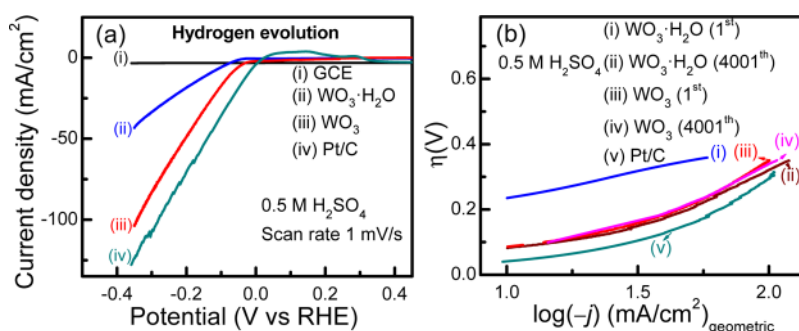 (a)
Hydrogen evolution
(i)
(i) GCE
(ii) WO₃·H₂O
(iii) WO₃
(iv) Pt/C
(ii)
(iii)
(iv)
0.5 M H₂SO₄
Scan rate 1 mV/s
Current density (mA/cm²)
0
-50
-100
-0.4 -0.2 0.0 0.2 0.4
Potential (V vs RHE)
(b)
(i) WO₃·H₂O (1ˢᵗ)
0.5 M H₂SO₄ (ii) WO₃·H₂O (4001ᵗʰ)
(iii) WO₃ (1ˢᵗ)
(iv) WO₃ (4001ᵗʰ)
(v) Pt/C
(i)
(iii)
(iv)
(ii)
(v)
η(V)
0.6
0.3
0.0
1.0 1.5 2.0
log(−j) (mA/cm²)geometric